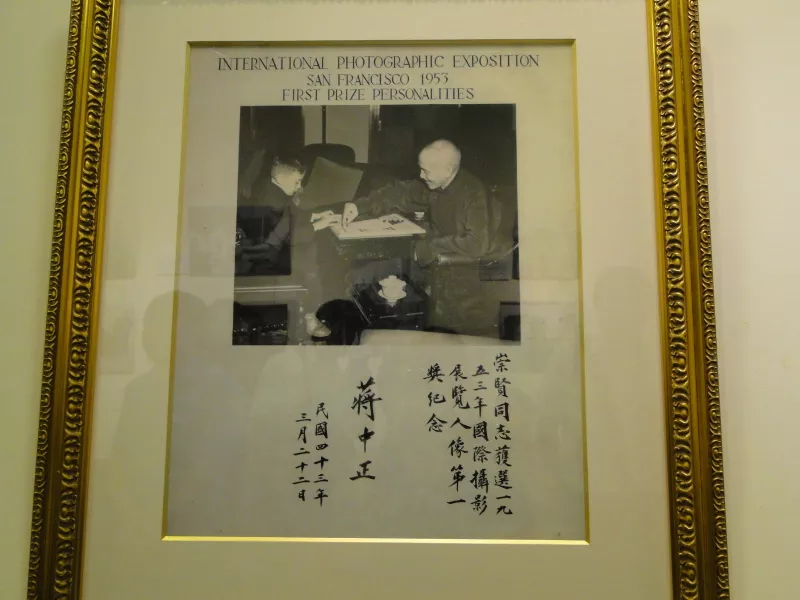 INTERNATIONAL PHOTOGRAPHIC EXPOSITION
SAN FRANCISCO 1953
FIRST PRIZE PERSONALITIES
崇賢同志獲選一九
五三年國際攝影
展覽人像第一
獎紀念
蔣中正
民國四十三年
三月二十二日